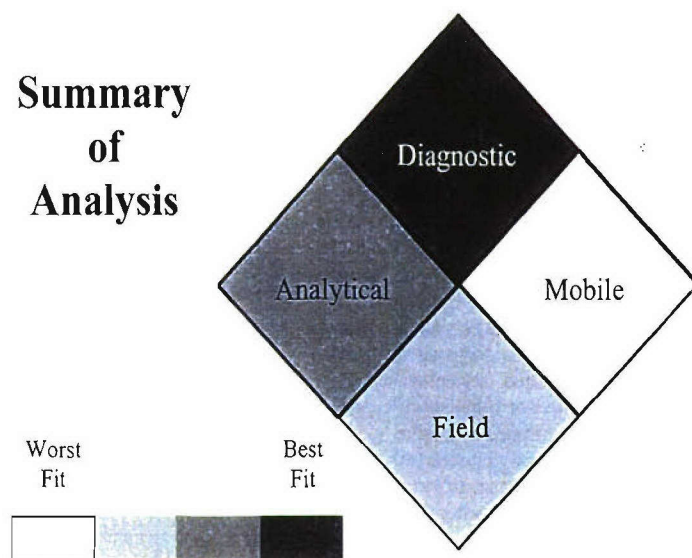 Summary
of
Analysis
Diagnostic
Analytical
Mobile
Field
Worst
Fit
Best
Fit